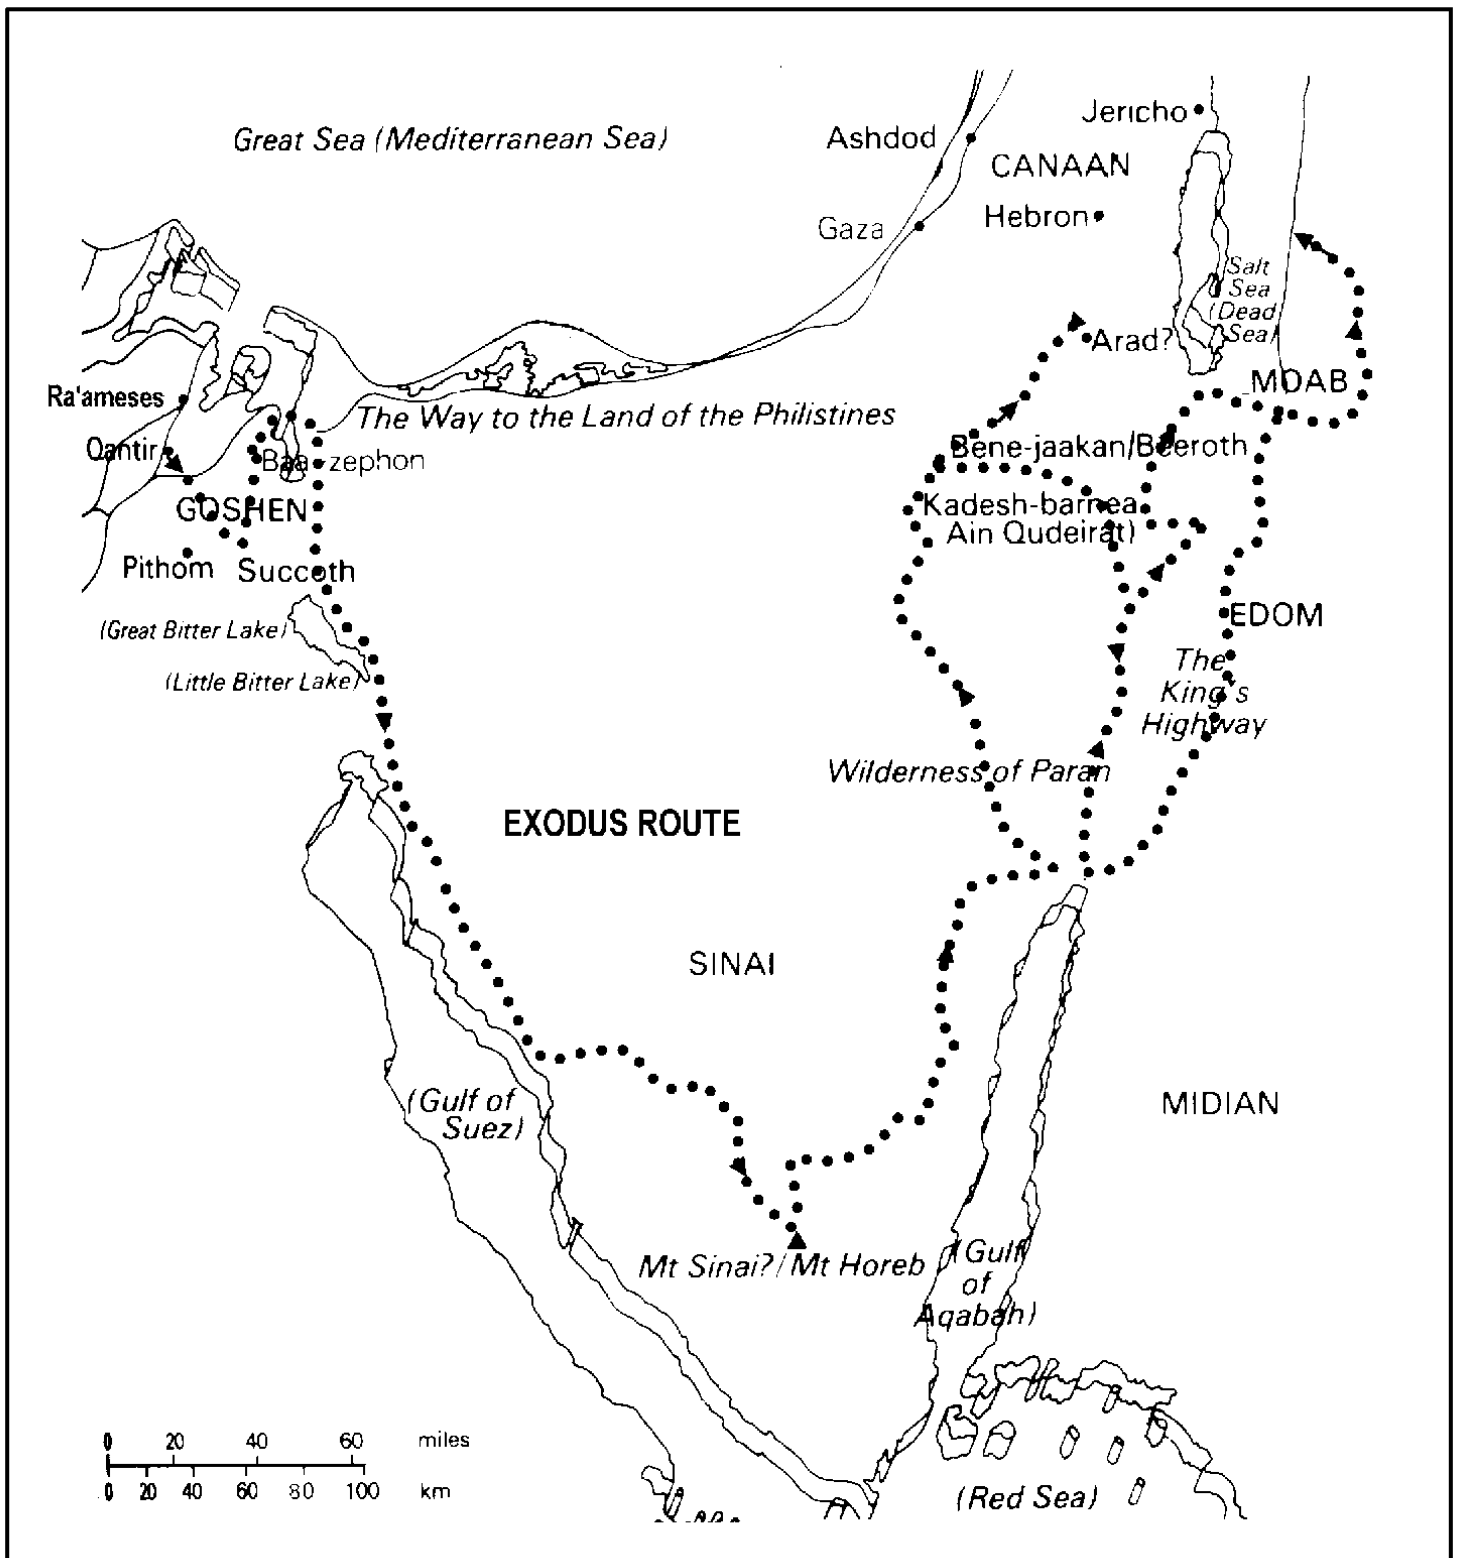 Jericho
Great Sea (Mediterranean Sea)
Ashdod
CANAAN
Gaza
Hebron
Salt
Sea
(Dead
Sea)
Arad?
MOAB
Ra'ameses
The Way to the Land of the Philistines
Qantir
Baal-zephon
Bene-jaakan/Beeroth
GOSHEN
Kadesh-barnea
Ain Qudeirat)
Pithom
Succoth
(Great Bitter Lake)
EDOM
(Little Bitter Lake)
The
King's
Highway
Wilderness of Paran
EXODUS ROUTE
SINAI
(Gulf of
Suez)
MIDIAN
Mt Sinai?/Mt Horeb
(Gulf
of
Aqabah)
0 20 40 60 miles
0 20 40 60 80 100 km
(Red Sea)